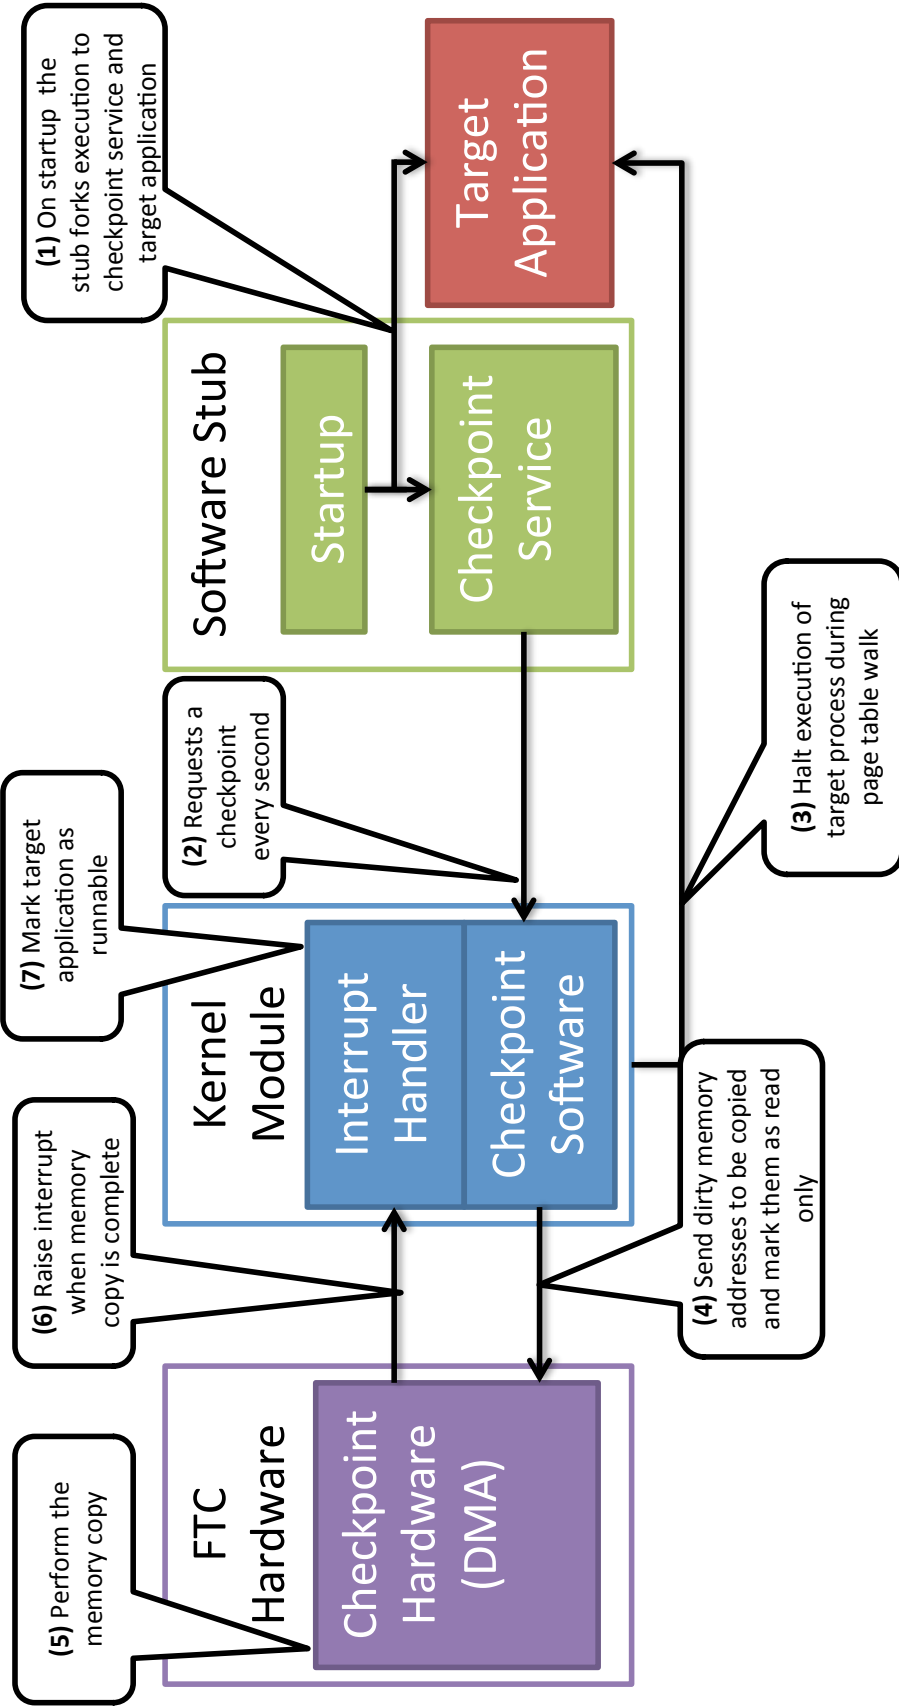 (5) Perform the
memory copy
(6) Raise interrupt
when memory
copy is complete
(7) Mark target
application as
runnable
(2) Requests a
checkpoint
every second
(1) On startup the
stub forks execution to
checkpoint service and
target application
FTC
Hardware
Checkpoint
Hardware
(DMA)
Kernel
Module
Interrupt
Handler
Checkpoint
Software
Software Stub
Startup
Checkpoint
Service
Target
Application
(4) Send dirty memory
addresses to be copied
and mark them as read
only
(3) Halt execution of
target process during
page table walk